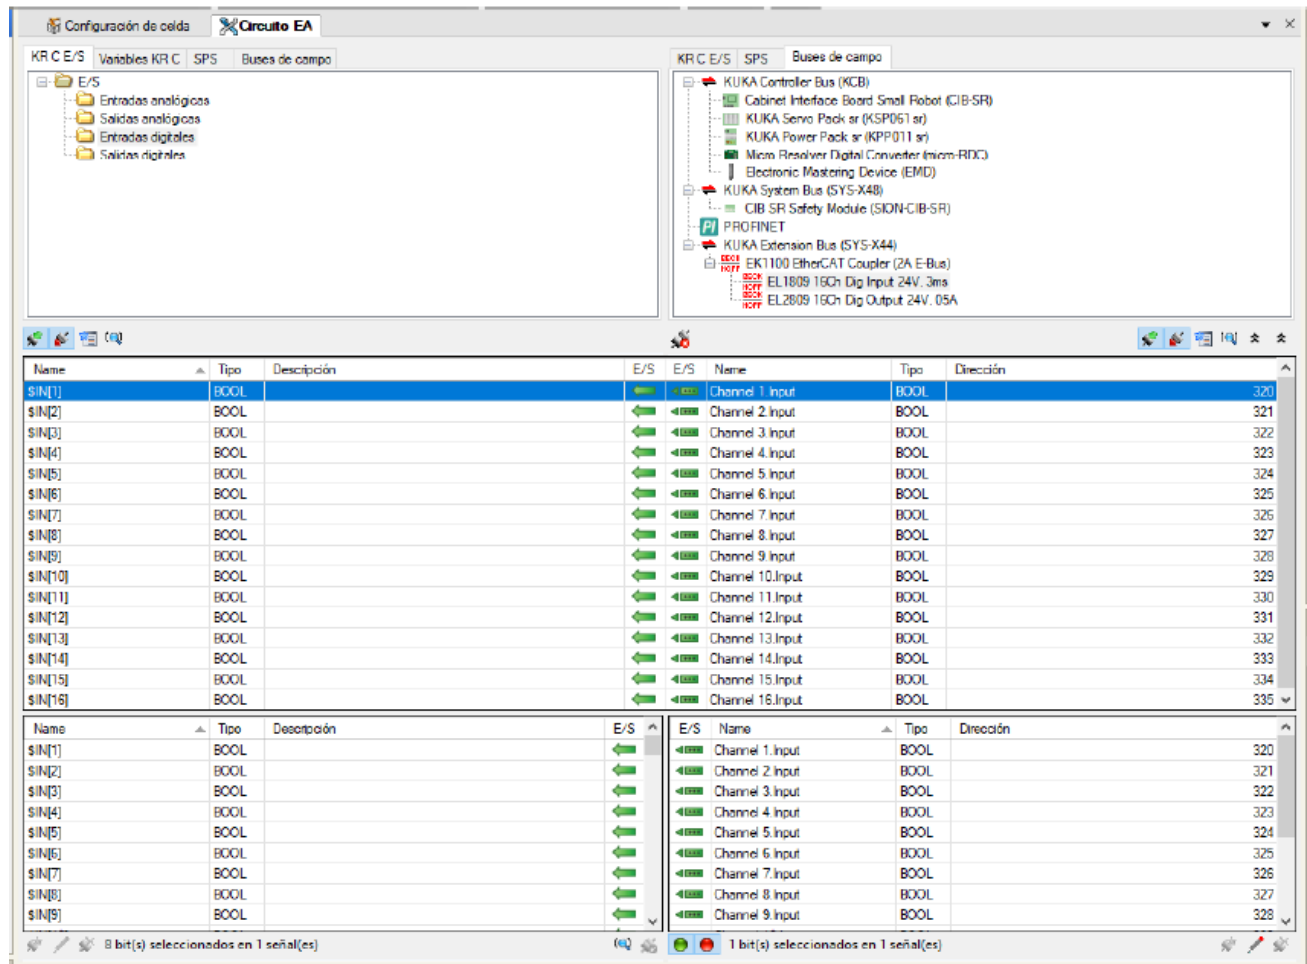 Configuración de celda Circuito EA
KR C E/S Variables KR C SPS Buses de campo
E/S
Entradas analógicas
Salidas analógicas
Entradas digitales
Salidas digitales
KR C E/S SPS Buses de campo
KUKA Controller Bus (KCB)
Cabinet Interface Board Small Robot (CIB-SR)
KUKA Servo Pack sr (KSP061 sr)
KUKA Power Pack sr (KPP011 sr)
Micro Resolver Digital Converter (micro-RDC)
Electronic Mastering Device (EMD)
KUKA System Bus (SYS-X48)
CIB SR Safety Module (SION-CIB-SR)
PI PROFINET
KUKA Extension Bus (SYS-X44)
BECK HOFF EK1100 EtherCAT Coupler (2A E-Bus)
BECK HOFF EL1809 16Ch Dig Input 24V, 3ms
BECK HOFF EL2809 16Ch Dig Output 24V, 05A
Name Tipo Descripción E/S E/S Name Tipo Dirección
$IN[1] BOOL Channel 1.Input BOOL 320
$IN[2] BOOL Channel 2.Input BOOL 321
$IN[3] BOOL Channel 3.Input BOOL 322
$IN[4] BOOL Channel 4.Input BOOL 323
$IN[5] BOOL Channel 5.Input BOOL 324
$IN[6] BOOL Channel 6.Input BOOL 325
$IN[7] BOOL Channel 7.Input BOOL 326
$IN[8] BOOL Channel 8.Input BOOL 327
$IN[9] BOOL Channel 9.Input BOOL 328
$IN[10] BOOL Channel 10.Input BOOL 329
$IN[11] BOOL Channel 11.Input BOOL 330
$IN[12] BOOL Channel 12.Input BOOL 331
$IN[13] BOOL Channel 13.Input BOOL 332
$IN[14] BOOL Channel 14.Input BOOL 333
$IN[15] BOOL Channel 15.Input BOOL 334
$IN[16] BOOL Channel 16.Input BOOL 335
Name Tipo Descripción E/S E/S Name Tipo Dirección
$IN[1] BOOL Channel 1.Input BOOL 320
$IN[2] BOOL Channel 2.Input BOOL 321
$IN[3] BOOL Channel 3.Input BOOL 322
$IN[4] BOOL Channel 4.Input BOOL 323
$IN[5] BOOL Channel 5.Input BOOL 324
$IN[6] BOOL Channel 6.Input BOOL 325
$IN[7] BOOL Channel 7.Input BOOL 326
$IN[8] BOOL Channel 8.Input BOOL 327
$IN[9] BOOL Channel 9.Input BOOL 328
8 bit(s) seleccionados en 1 señal(es) 1 bit(s) seleccionados en 1 señal(es)